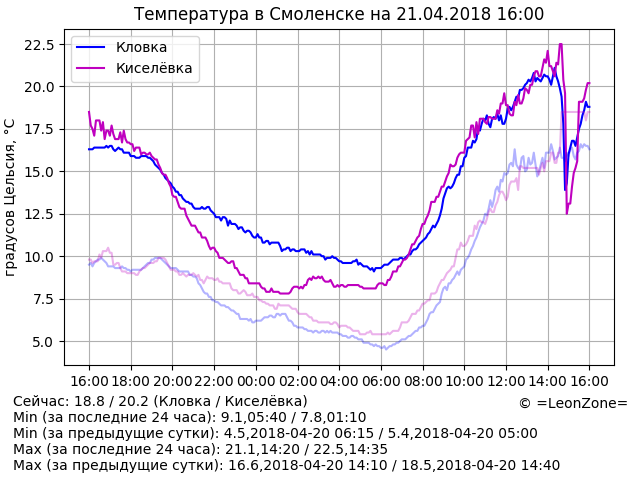 Температура в Смоленске на 21.04.2018 16:00
Кловка
Киселёвка
градусов Цельсия, °C
22.5
20.0
17.5
15.0
12.5
10.0
7.5
5.0
16:00 18:00 20:00 22:00 00:00 02:00 04:00 06:00 08:00 10:00 12:00 14:00 16:00
Сейчас: 18.8 / 20.2 (Кловка / Киселёвка)
© =LeonZone=
Min (за последние 24 часа): 9.1,05:40 / 7.8,01:10
Min (за предыдущие сутки): 4.5,2018-04-20 06:15 / 5.4,2018-04-20 05:00
Max (за последние 24 часа): 21.1,14:20 / 22.5,14:35
Max (за предыдущие сутки): 16.6,2018-04-20 14:10 / 18.5,2018-04-20 14:40